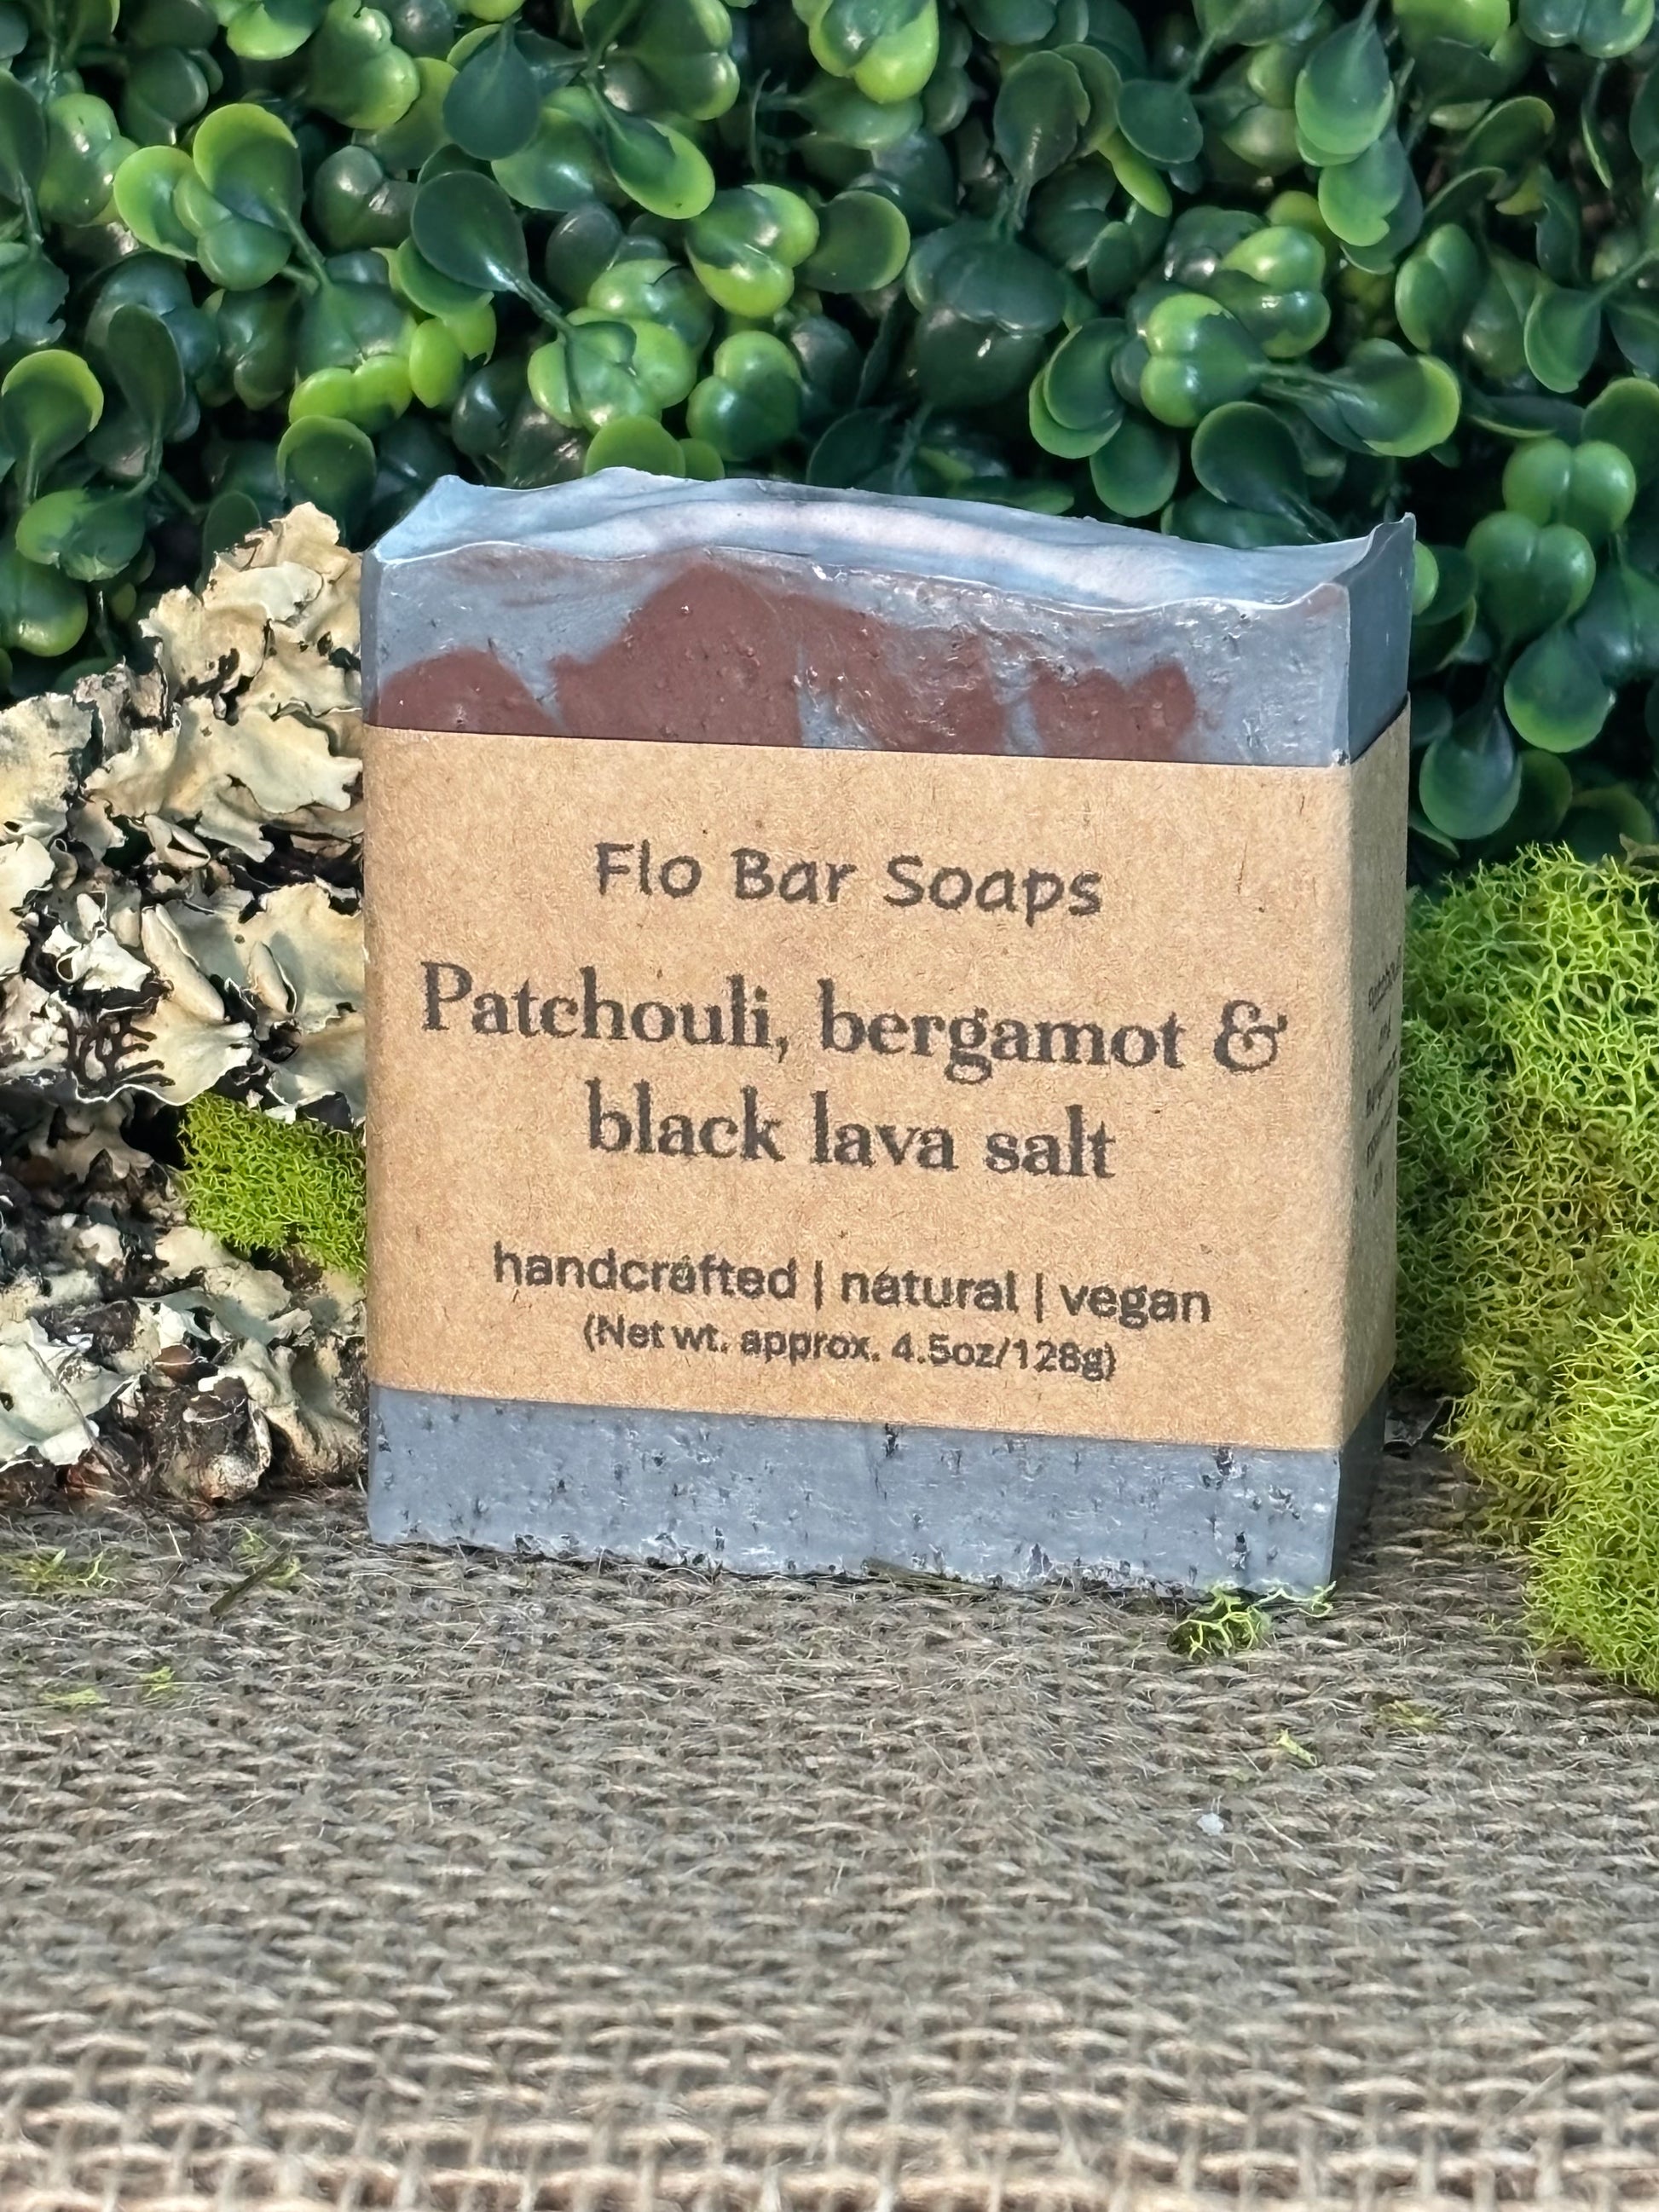 Flo Bar Soaps
Patchouli, bergamot &
black lava salt
handcrafted | natural | vegan
(Net wt. approx. 4.5oz/128g)